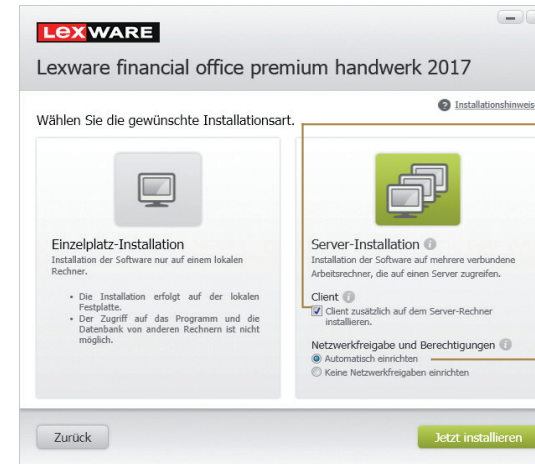 LEXWARE
Lexware financial office premium handwerk 2017
Installationshinweise
Wählen Sie die gewünschte Installationsart.
Einzelplatz-Installation
Installation der Software nur auf einem lokalen
Rechner.
• Die Installation erfolgt auf der lokalen
Festplatte.
• Der Zugriff auf das Programm und die
Datenbank von anderen Rechnern ist nicht
möglich.
Server-Installation
Installation der Software auf mehrere verbundene
Arbeitsrechner, die auf einen Server zugreifen.
Client
Client zusätzlich auf dem Server-Rechner
installieren.
Netzwerkfreigabe und Berechtigungen
Automatisch einrichten
Keine Netzwerkfreigaben einrichten
Zurück
Jetzt installieren